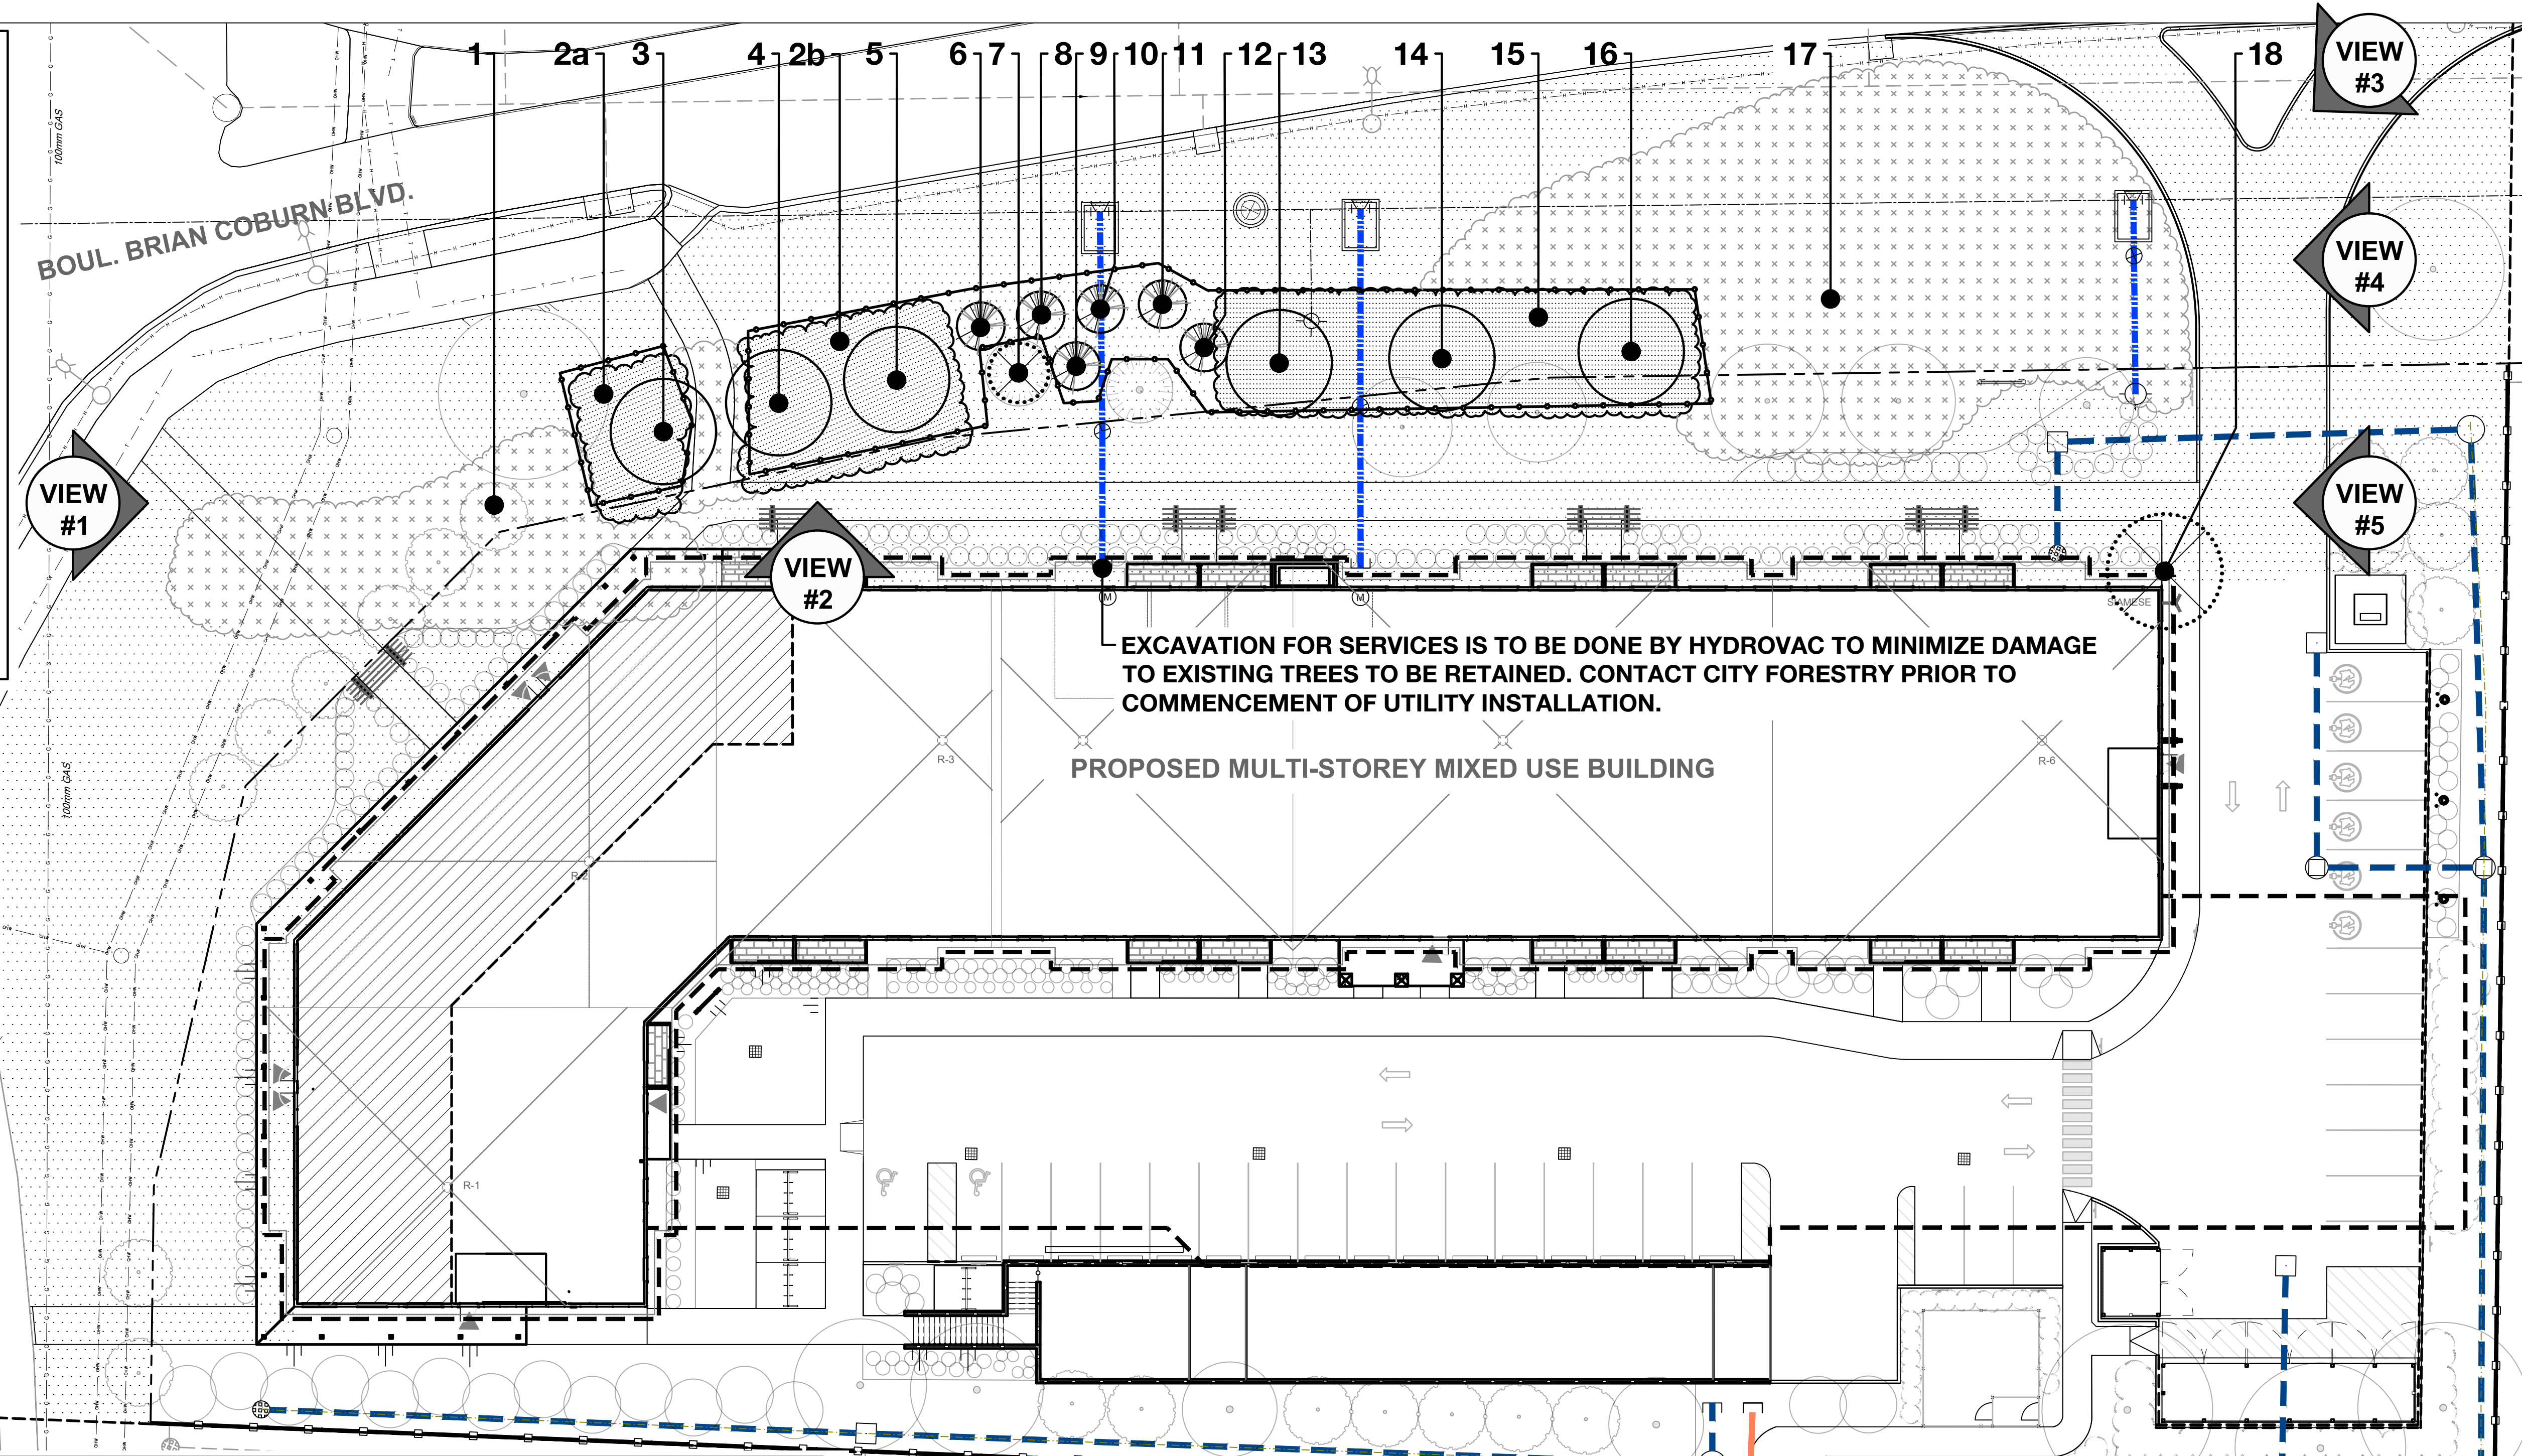 1 2a 3 4 2b 5 6 7 8 9 10 11 12 13 14 15 16 17 18
VIEW
#3
100mm GAS
BOUL. BRIAN COBURN BLVD.
VIEW
#4
VIEW
#1
VIEW
#5
VIEW
#2
M
M
SIAMESE
EXCAVATION FOR SERVICES IS TO BE DONE BY HYDROVAC TO MINIMIZE DAMAGE
TO EXISTING TREES TO BE RETAINED. CONTACT CITY FORESTRY PRIOR TO
COMMENCEMENT OF UTILITY INSTALLATION.
PROPOSED MULTI-STOREY MIXED USE BUILDING
R-3
R-6
100mm GAS
R-2
R-1